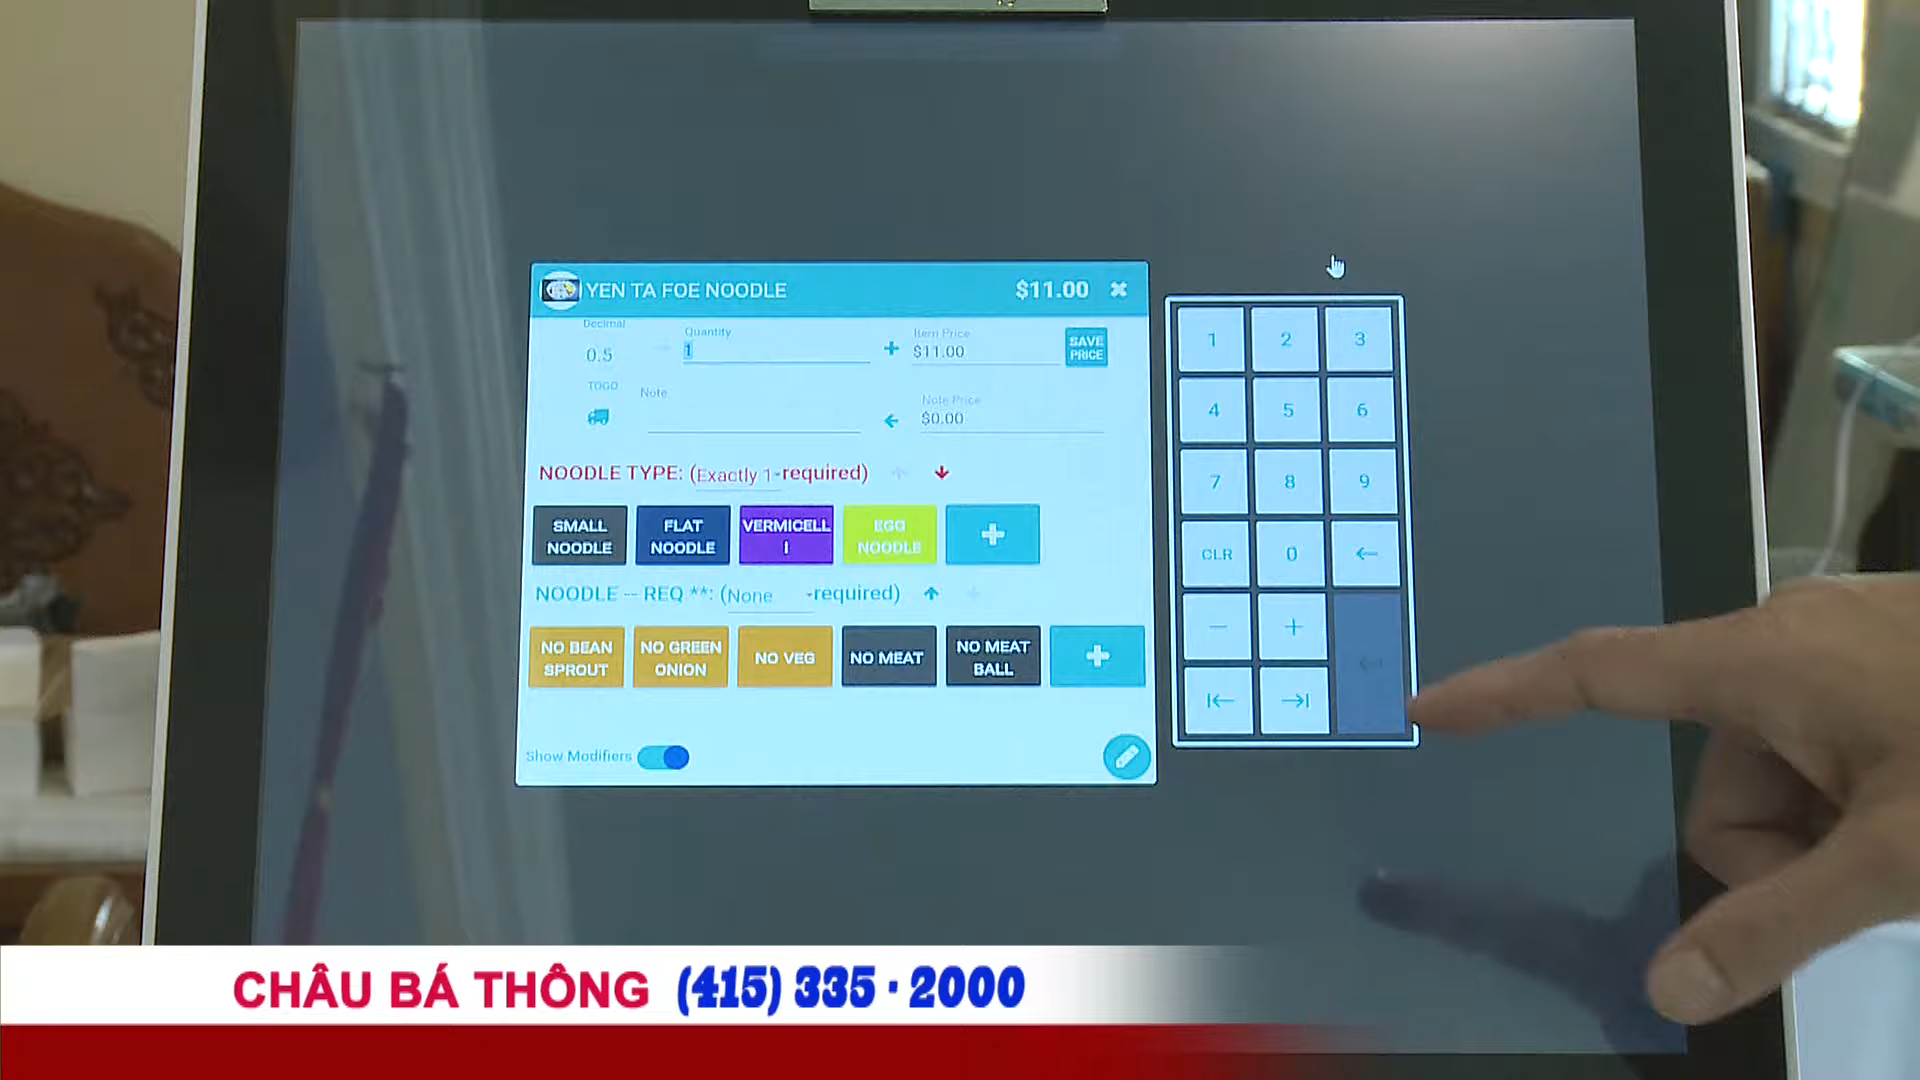 YEN TA FOE NOODLE $11.00 ✖
Decimal
0.5
Quantity
1
+
Item Price
$11.00
SAVE PRICE
TOGO
Note
←
Note Price
$0.00
NOODLE TYPE: (Exactly 1-required)
SMALL NOODLE
FLAT NOODLE
VERMICELLI
EGG NOODLE
+
NOODLE -- REQ **: (None -required)
NO BEAN SPROUT
NO GREEN ONION
NO VEG
NO MEAT
NO MEAT BALL
+
Show Modifiers
1 2 3
4 5 6
7 8 9
CLR 0 ←
− +
|← →|
CHÂU BÁ THÔNG (415) 335 · 2000